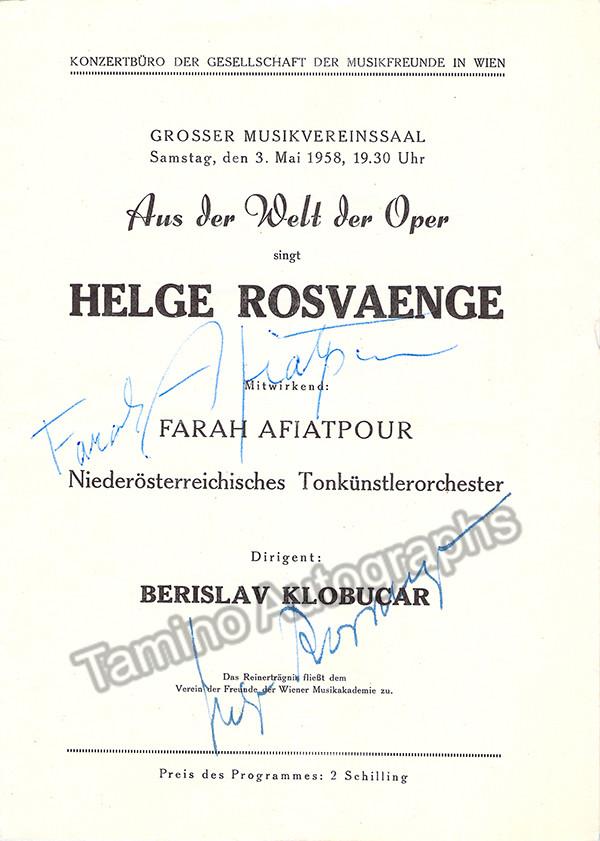 KONZERTBÜRO DER GESELLSCHAFT DER MUSIKFREUNDE IN WIEN
GROSSER MUSIKVEREINSSAAL
Samstag, den 3. Mai 1958, 19.30 Uhr
Aus der Welt der Oper
singt
HELGE ROSVAENGE
Farah Afiatpour
Mitwirkend:
FARAH AFIATPOUR
Niederösterreichisches Tonkünstlerorchester
Dirigent:
BERISLAV KLOBUCAR
Helge Rosvaenge
Tamino Autographs
Das Reinerträgnis fließt dem
Verein der Freunde der Wiener Musikakademie zu.
Preis des Programmes: 2 Schilling